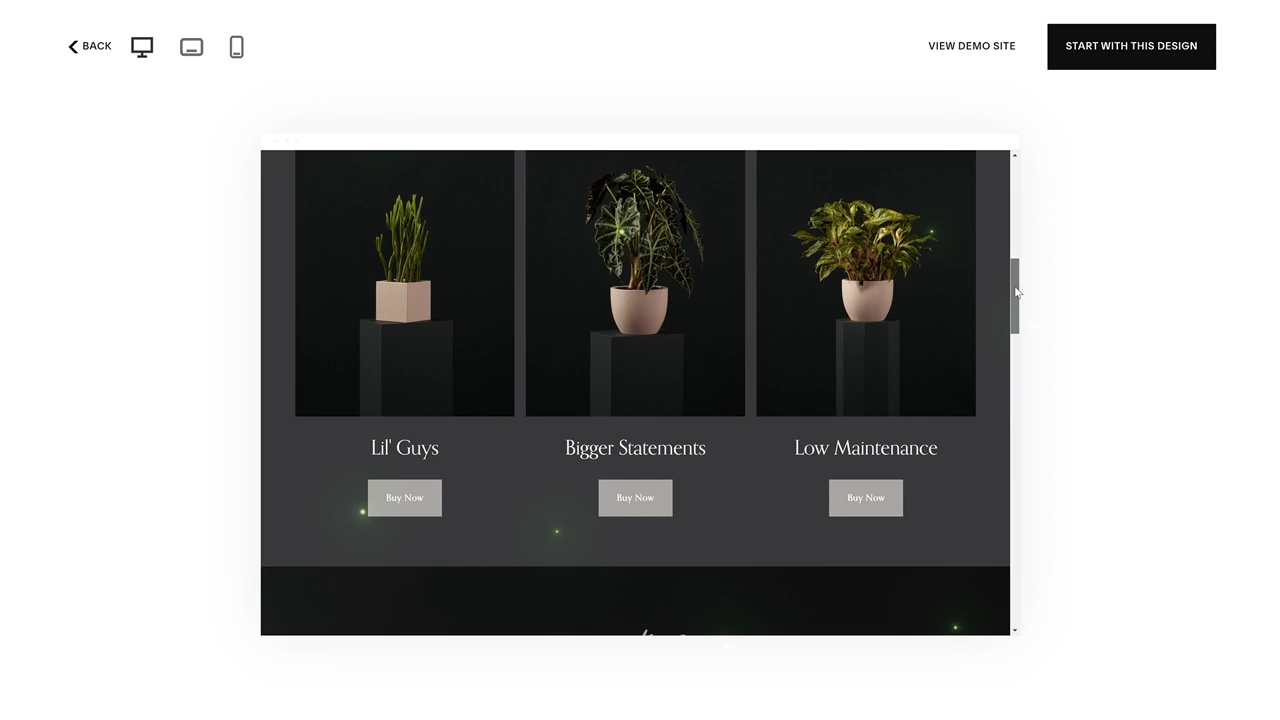 BACK
VIEW DEMO SITE
START WITH THIS DESIGN
Lil' Guys
Bigger Statements
Low Maintenance
Buy Now
Buy Now
Buy Now